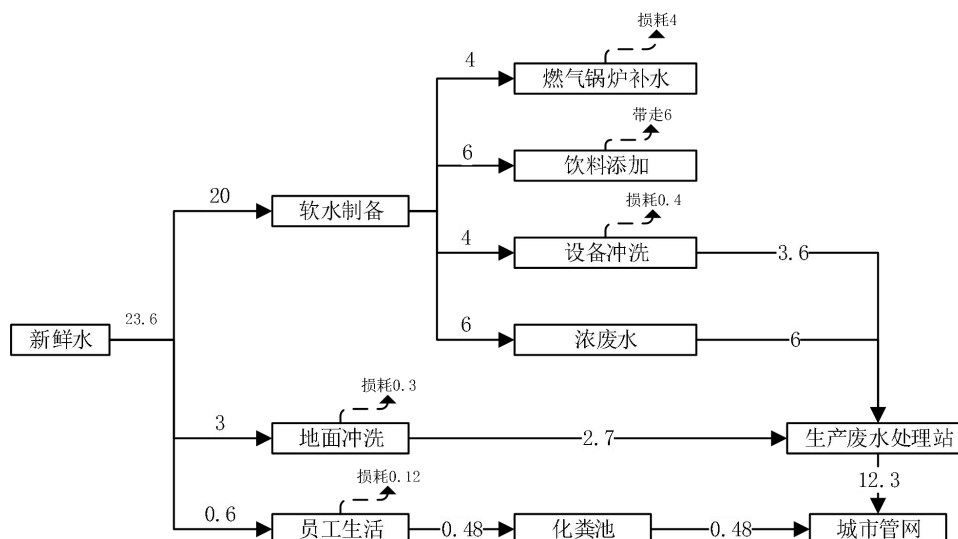 损耗4
4
燃气锅炉补水
带走6
6
饮料添加
20
软水制备
损耗0.4
4
设备冲洗
3.6
23.6
新鲜水
6
浓废水
6
损耗0.3
3
地面冲洗
2.7
生产废水处理站
损耗0.12
12.3
0.6
员工生活
0.48
化粪池
0.48
城市管网